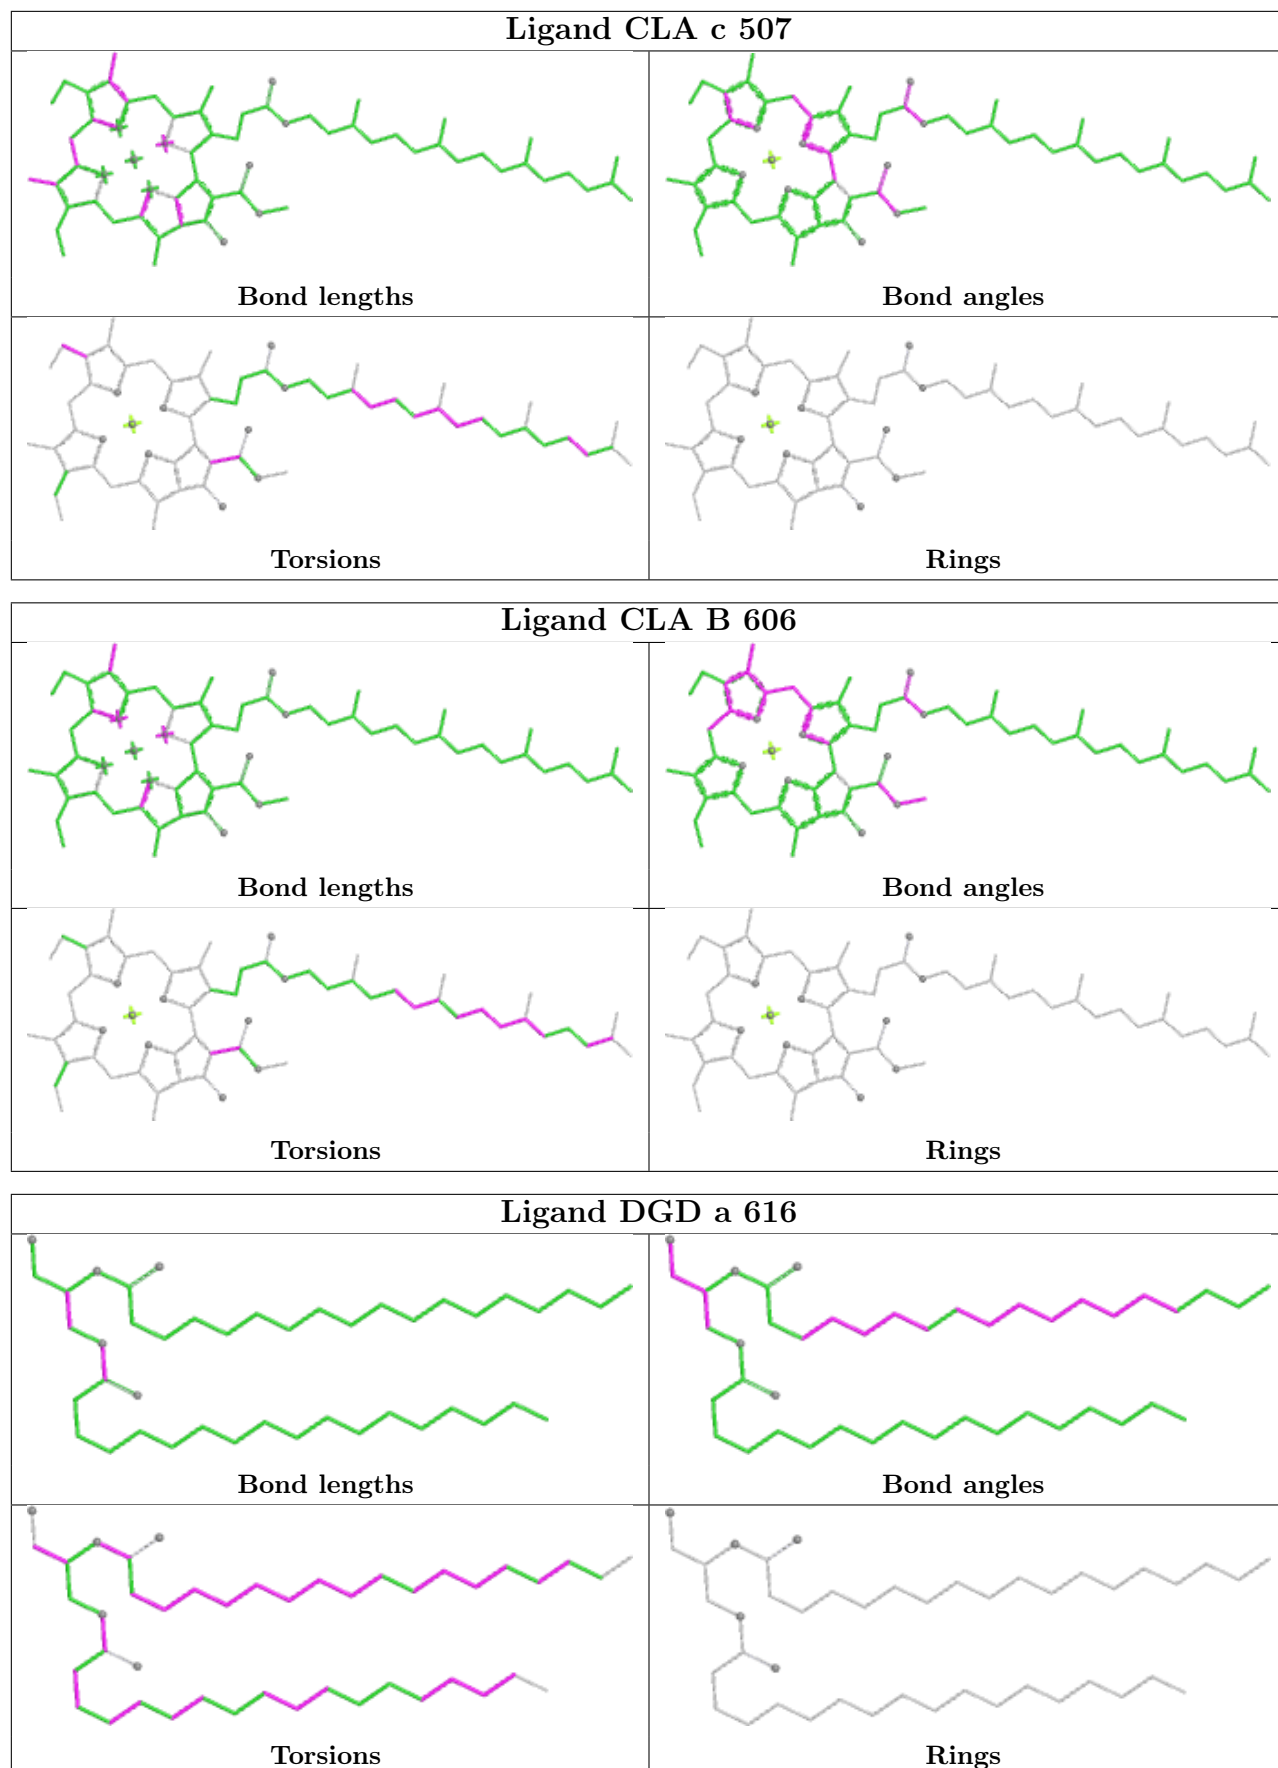 Ligand CLA c 507
Bond lengths
Bond angles
Torsions
Rings
Ligand CLA B 606
Bond lengths
Bond angles
Torsions
Rings
Ligand DGD a 616
Bond lengths
Bond angles
Torsions
Rings